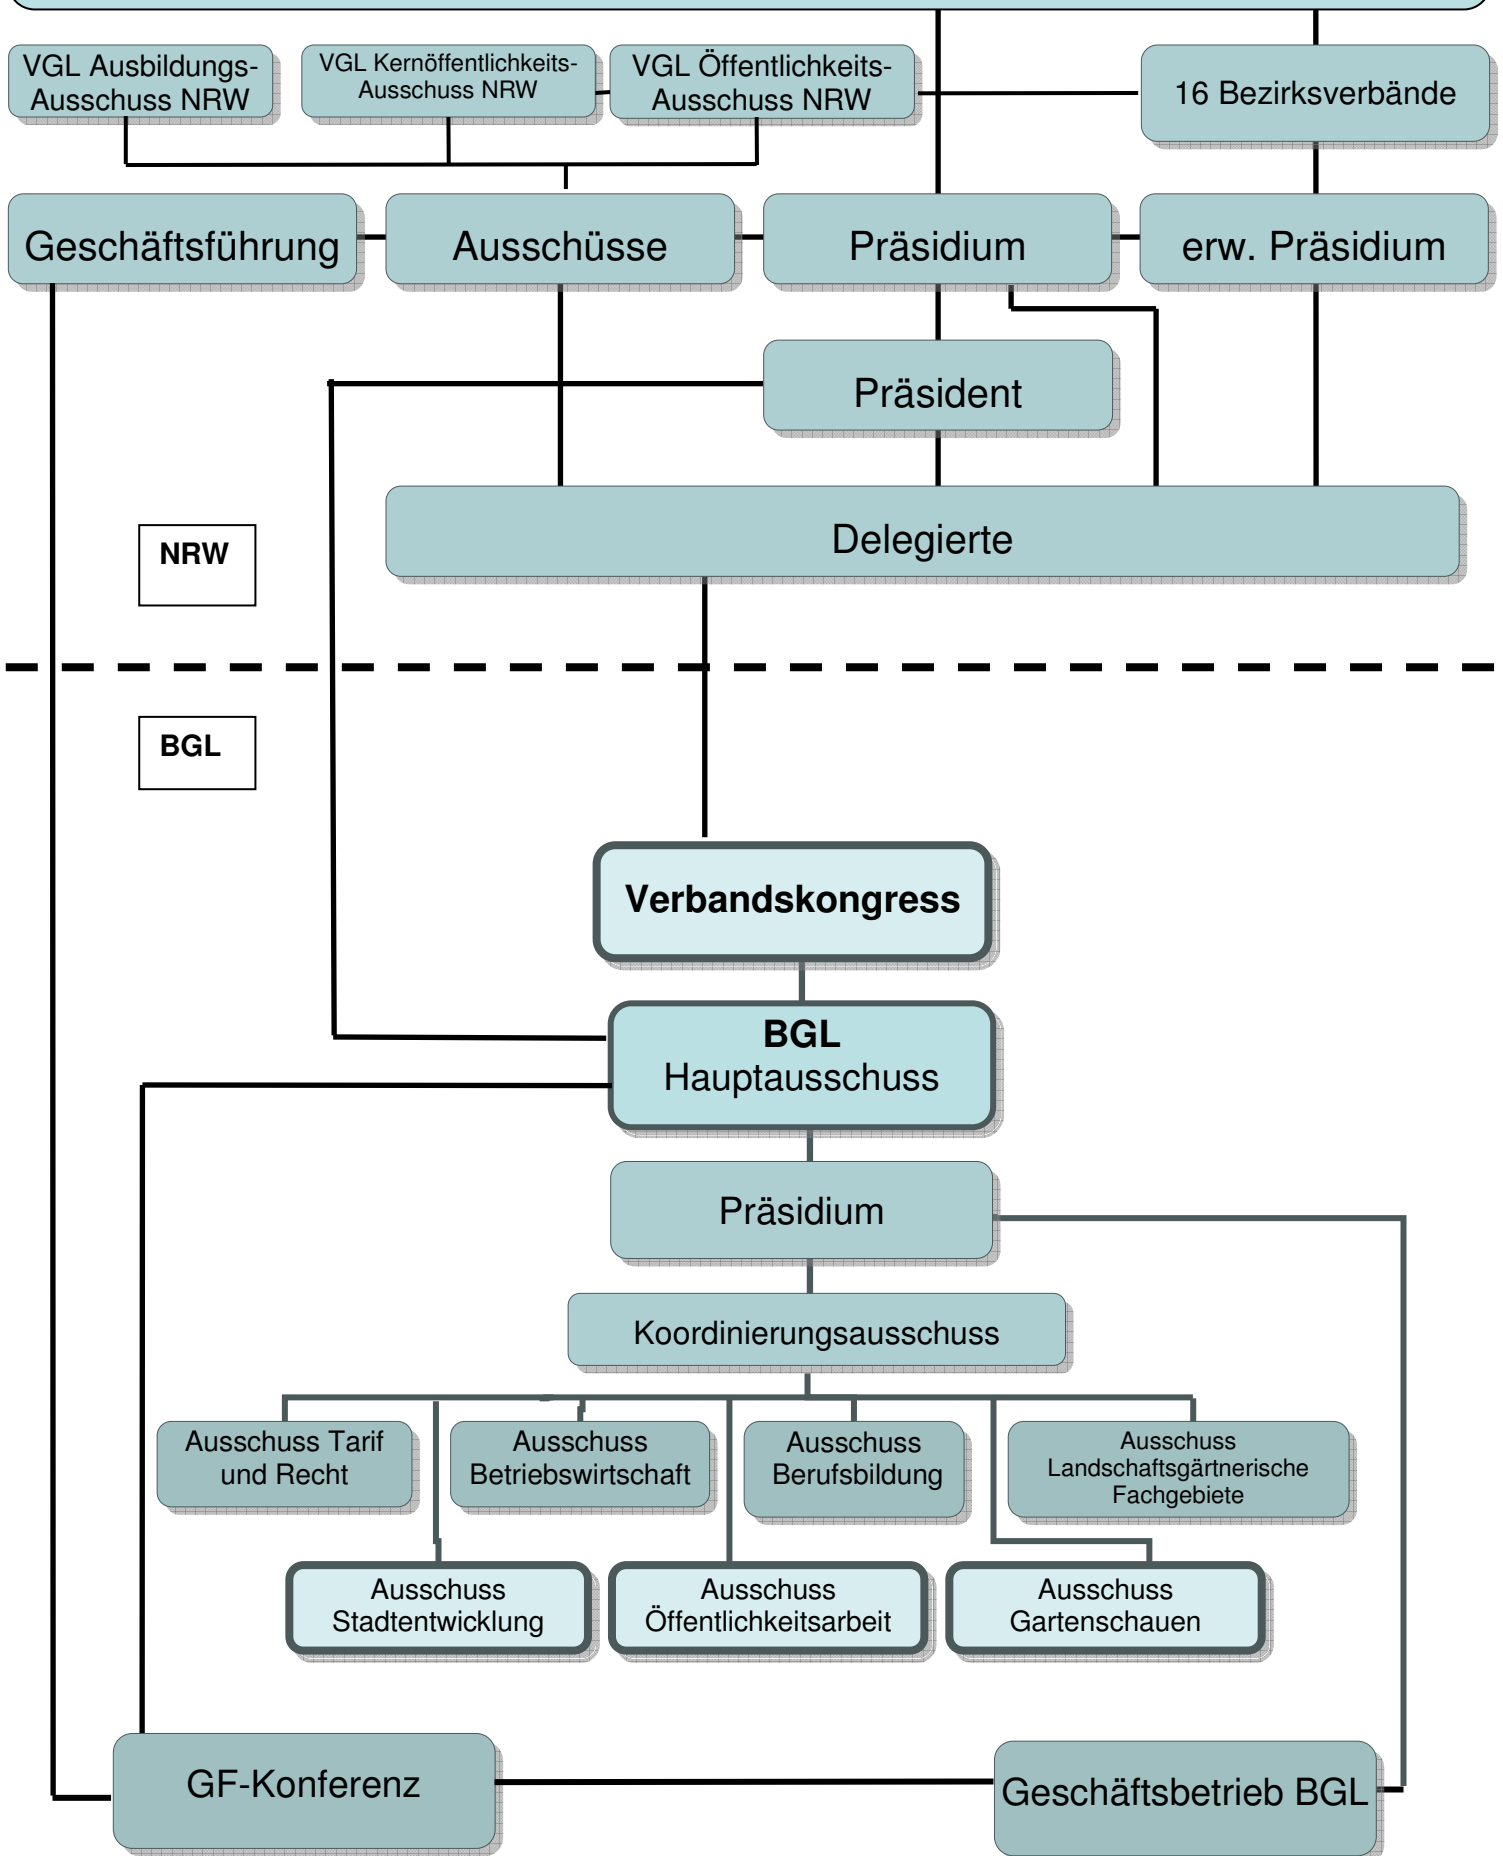 VGL Ausbildungs-
Ausschuss NRW
VGL Kernöffentlichkeits-
Ausschuss NRW
VGL Öffentlichkeits-
Ausschuss NRW
16 Bezirksverbände
Geschäftsführung
Ausschüsse
Präsidium
erw. Präsidium
Präsident
Delegierte
NRW
BGL
Verbandskongress
BGL
Hauptausschuss
Präsidium
Koordinierungsausschuss
Ausschuss Tarif
und Recht
Ausschuss
Betriebswirtschaft
Ausschuss
Berufsbildung
Ausschuss
Landschaftsgärtnerische
Fachgebiete
Ausschuss
Stadtentwicklung
Ausschuss
Öffentlichkeitsarbeit
Ausschuss
Gartenschauen
GF-Konferenz
Geschäftsbetrieb BGL